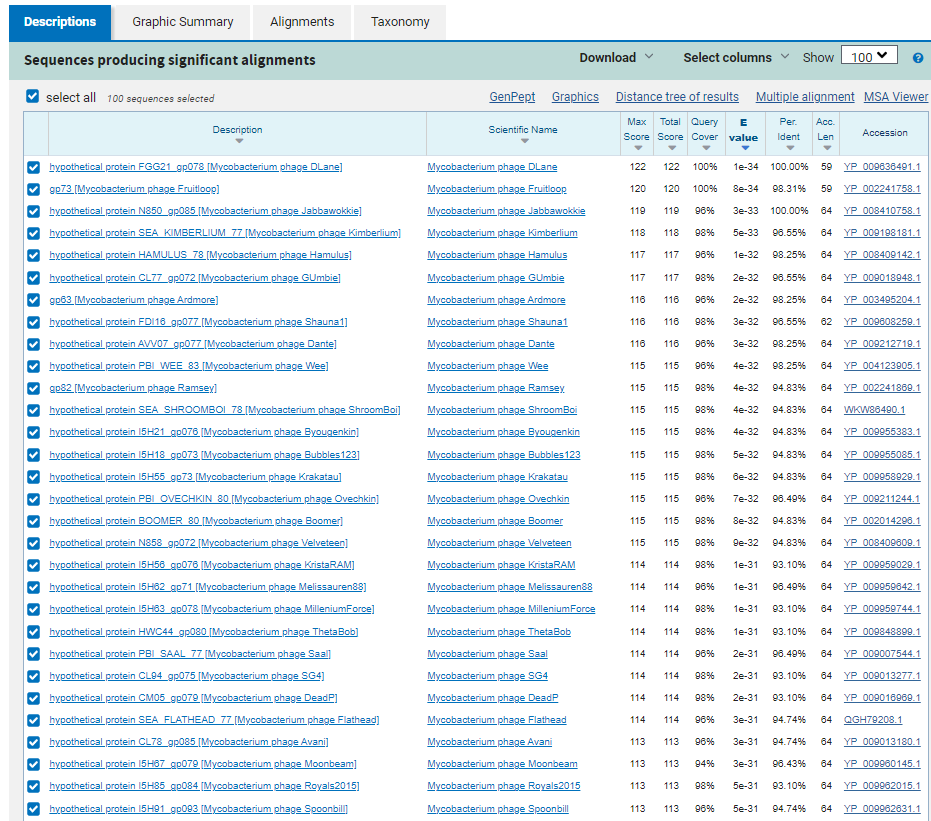 Descriptions Graphic Summary Alignments Taxonomy
Sequences producing significant alignments Download Select columns Show 100
select all 100 sequences selected GenPept Graphics Distance tree of results Multiple alignment MSA Viewer
Description Scientific Name Max Score Total Score Query Cover E value Per. Ident Acc. Len Accession
hypothetical protein FGG21_gp078 [Mycobacterium phage DLane] Mycobacterium phage DLane 122 122 100% 1e-34 100.00% 59 YP_009636491.1
gp73 [Mycobacterium phage Fruitloop] Mycobacterium phage Fruitloop 120 120 100% 8e-34 98.31% 59 YP_002241758.1
hypothetical protein N850_gp085 [Mycobacterium phage Jabbawokkie] Mycobacterium phage Jabbawokkie 119 119 96% 3e-33 100.00% 64 YP_008410758.1
hypothetical protein SEA_KIMBERLIUM_77 [Mycobacterium phage Kimberlium] Mycobacterium phage Kimberlium 118 118 98% 5e-33 96.55% 64 YP_009198181.1
hypothetical protein HAMULUS_78 [Mycobacterium phage Hamulus] Mycobacterium phage Hamulus 117 117 96% 1e-32 98.25% 64 YP_008409142.1
hypothetical protein CL77_gp072 [Mycobacterium phage GUmbie] Mycobacterium phage GUmbie 117 117 98% 2e-32 96.55% 64 YP_009018948.1
gp63 [Mycobacterium phage Ardmore] Mycobacterium phage Ardmore 116 116 96% 2e-32 98.25% 64 YP_003495204.1
hypothetical protein FDI16_gp077 [Mycobacterium phage Shauna1] Mycobacterium phage Shauna1 116 116 98% 3e-32 96.55% 62 YP_009608259.1
hypothetical protein AVV07_gp077 [Mycobacterium phage Dante] Mycobacterium phage Dante 116 116 96% 3e-32 98.25% 64 YP_009212719.1
hypothetical protein PBI_WEE_83 [Mycobacterium phage Wee] Mycobacterium phage Wee 115 115 96% 4e-32 98.25% 64 YP_004123905.1
gp82 [Mycobacterium phage Ramsey] Mycobacterium phage Ramsey 115 115 98% 4e-32 94.83% 64 YP_002241869.1
hypothetical protein SEA_SHROOMBOI_78 [Mycobacterium phage ShroomBoi] Mycobacterium phage ShroomBoi 115 115 98% 4e-32 94.83% 64 WKW86490.1
hypothetical protein I5H21_gp076 [Mycobacterium phage Byougenkin] Mycobacterium phage Byougenkin 115 115 98% 4e-32 94.83% 64 YP_009955383.1
hypothetical protein I5H18_gp073 [Mycobacterium phage Bubbles123] Mycobacterium phage Bubbles123 115 115 98% 5e-32 94.83% 64 YP_009955085.1
hypothetical protein I5H55_gp73 [Mycobacterium phage Krakatau] Mycobacterium phage Krakatau 115 115 98% 6e-32 94.83% 64 YP_009958929.1
hypothetical protein PBI_OVECHKIN_80 [Mycobacterium phage Ovechkin] Mycobacterium phage Ovechkin 115 115 96% 7e-32 96.49% 64 YP_009211244.1
hypothetical protein BOOMER_80 [Mycobacterium phage Boomer] Mycobacterium phage Boomer 115 115 98% 8e-32 94.83% 64 YP_002014296.1
hypothetical protein N858_gp072 [Mycobacterium phage Velveteen] Mycobacterium phage Velveteen 115 115 98% 9e-32 94.83% 64 YP_008409609.1
hypothetical protein I5H56_gp076 [Mycobacterium phage KristaRAM] Mycobacterium phage KristaRAM 114 114 98% 1e-31 93.10% 64 YP_009959029.1
hypothetical protein I5H62_gp71 [Mycobacterium phage Melissauren88] Mycobacterium phage Melissauren88 114 114 96% 1e-31 96.49% 64 YP_009959642.1
hypothetical protein I5H63_gp078 [Mycobacterium phage MilleniumForce] Mycobacterium phage MilleniumForce 114 114 98% 1e-31 93.10% 64 YP_009959744.1
hypothetical protein HWC44_gp080 [Mycobacterium phage ThetaBob] Mycobacterium phage ThetaBob 114 114 98% 1e-31 93.10% 64 YP_009848899.1
hypothetical protein PBI_SAAL_77 [Mycobacterium phage Saal] Mycobacterium phage Saal 114 114 96% 2e-31 96.49% 64 YP_009007544.1
hypothetical protein CL94_gp075 [Mycobacterium phage SG4] Mycobacterium phage SG4 114 114 98% 2e-31 93.10% 64 YP_009013277.1
hypothetical protein CM05_gp079 [Mycobacterium phage DeadP] Mycobacterium phage DeadP 114 114 98% 2e-31 93.10% 64 YP_009016969.1
hypothetical protein SEA_FLATHEAD_77 [Mycobacterium phage Flathead] Mycobacterium phage Flathead 114 114 96% 3e-31 94.74% 64 QGH79208.1
hypothetical protein CL78_gp085 [Mycobacterium phage Avani] Mycobacterium phage Avani 113 113 96% 3e-31 94.74% 64 YP_009013180.1
hypothetical protein I5H67_gp079 [Mycobacterium phage Moonbeam] Mycobacterium phage Moonbeam 113 113 94% 3e-31 96.43% 64 YP_009960145.1
hypothetical protein I5H85_gp084 [Mycobacterium phage Royals2015] Mycobacterium phage Royals2015 113 113 98% 5e-31 93.10% 64 YP_009962015.1
hypothetical protein I5H91_gp093 [Mycobacterium phage Spoonbill] Mycobacterium phage Spoonbill 113 113 96% 5e-31 94.74% 64 YP_009962631.1